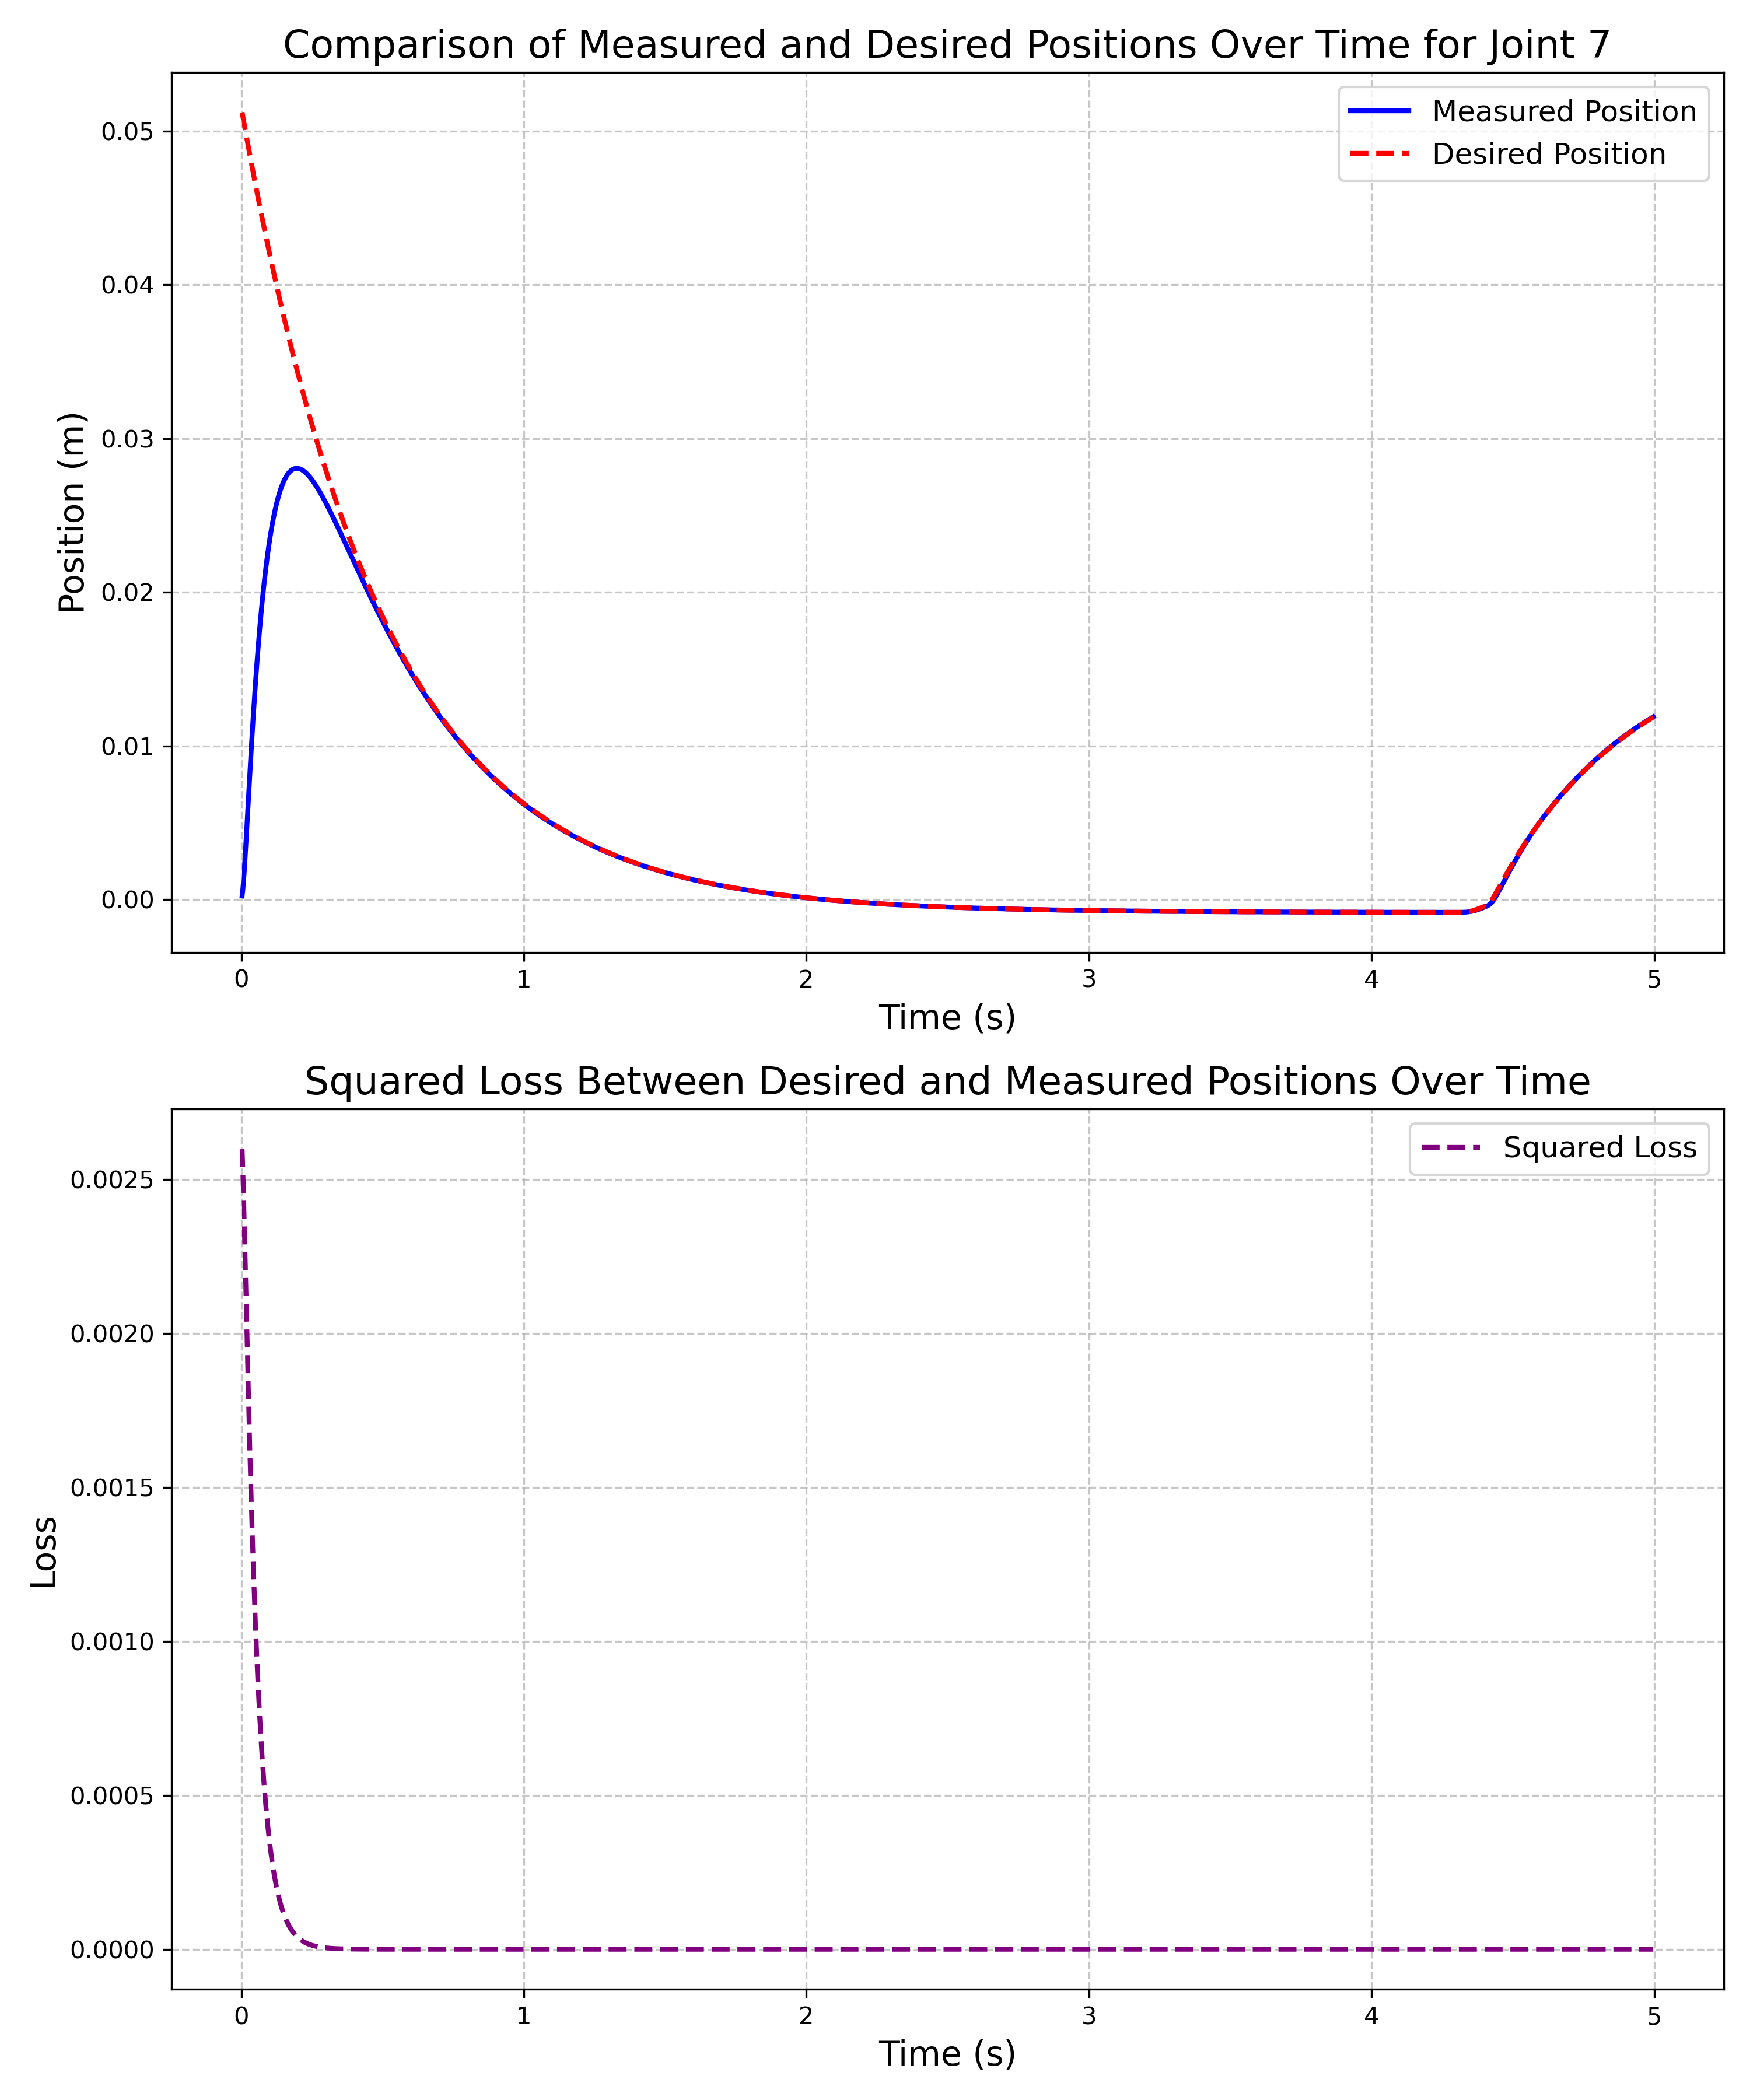 Comparison of Measured and Desired Positions Over Time for Joint 7
Measured Position
Desired Position
Position (m)
0.05
0.04
0.03
0.02
0.01
0.00
0 1 2 3 4 5
Time (s)
Squared Loss Between Desired and Measured Positions Over Time
Squared Loss
Loss
0.0025
0.0020
0.0015
0.0010
0.0005
0.0000
0 1 2 3 4 5
Time (s)